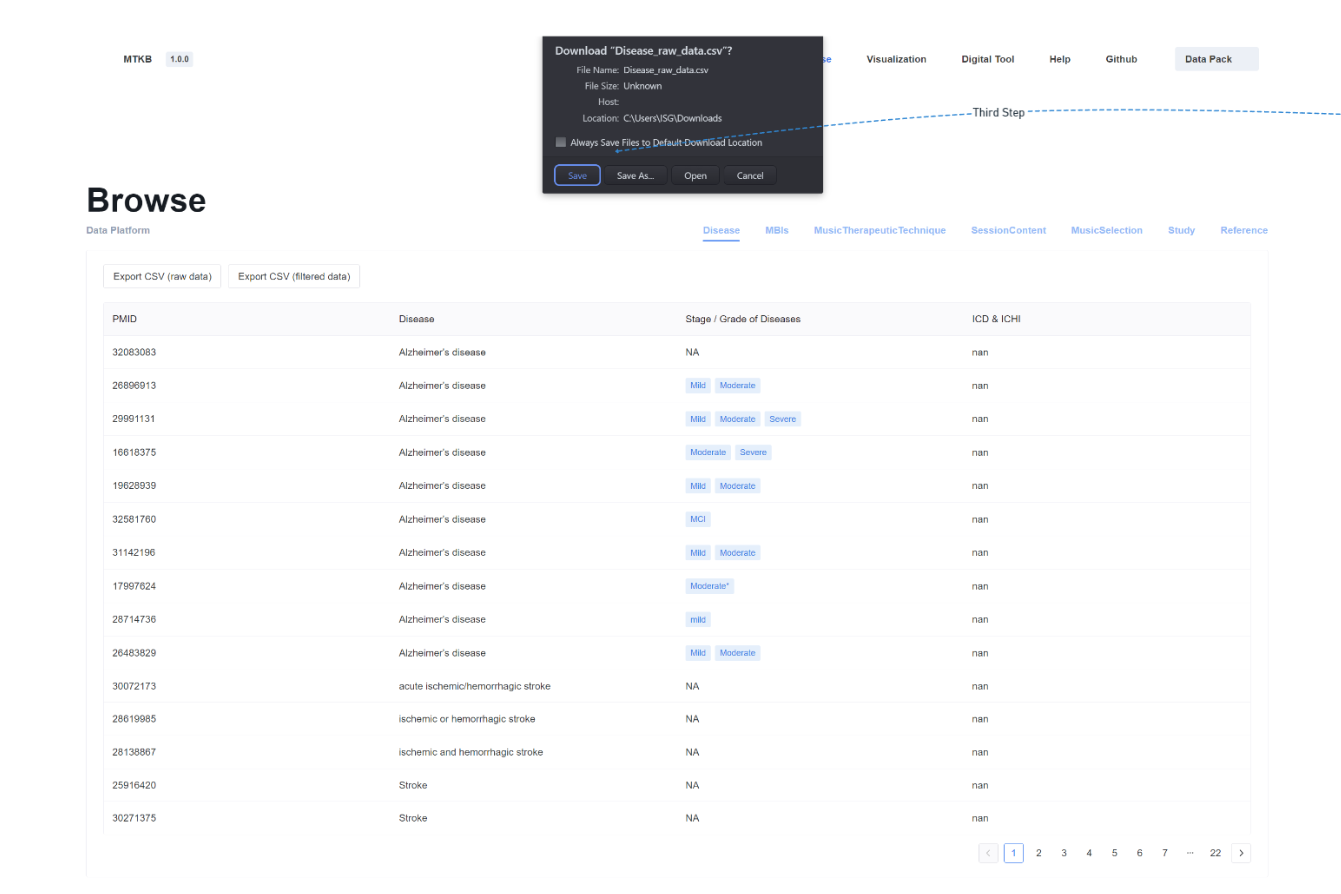 MTKB 1.0.0
Download “Disease_raw_data.csv”?
File Name: Disease_raw_data.csv
File Size: Unknown
Host:
Location: C:\Users\ISG\Downloads
Always Save Files to Default Download Location
Save Save As... Open Cancel
se Visualization Digital Tool Help Github Data Pack
Third Step
Browse
Data Platform
Disease MBIs MusicTherapeuticTechnique SessionContent MusicSelection Study Reference
Export CSV (raw data) Export CSV (filtered data)
PMID Disease Stage / Grade of Diseases ICD & ICHI
32083083 Alzheimer's disease NA nan
26896913 Alzheimer's disease Mild Moderate nan
29991131 Alzheimer's disease Mild Moderate Severe nan
16618375 Alzheimer's disease Moderate Severe nan
19628939 Alzheimer's disease Mild Moderate nan
32581760 Alzheimer's disease MCI nan
31142196 Alzheimer's disease Mild Moderate nan
17997624 Alzheimer's disease Moderate* nan
28714736 Alzheimer's disease mild nan
26483829 Alzheimer's disease Mild Moderate nan
30072173 acute ischemic/hemorrhagic stroke NA nan
28619985 ischemic or hemorrhagic stroke NA nan
28138867 ischemic and hemorrhagic stroke NA nan
25916420 Stroke NA nan
30271375 Stroke NA nan
< 1 2 3 4 5 6 7 ··· 22 >